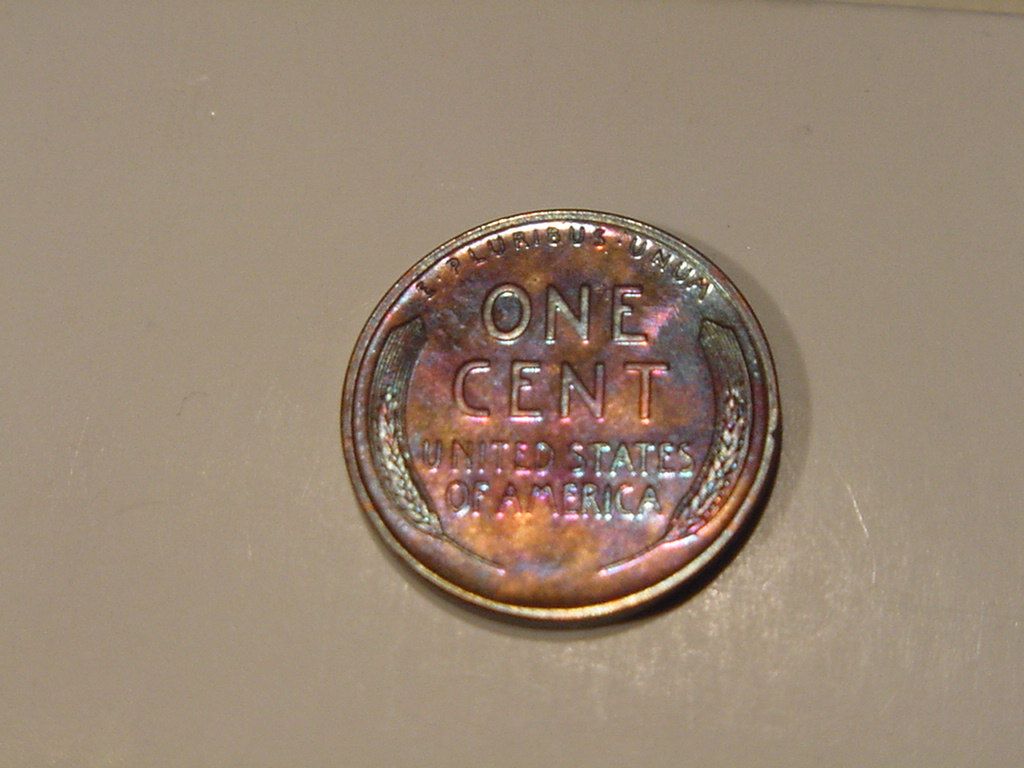 E·PLURIBUS·UNUM
ONE
CENT
UNITED STATES
OF AMERICA